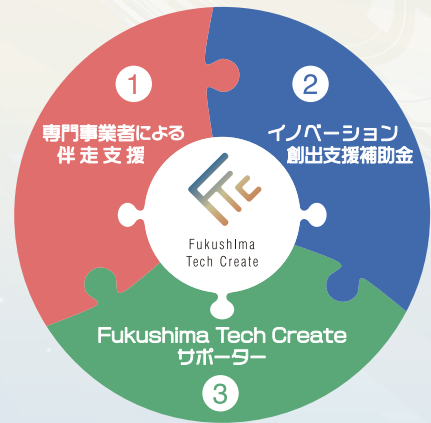 1
専門事業者による
伴走支援
2
イノベーション
創出支援補助金
FTC
FukushIma
Tech Create
Fukushima Tech Create
サポーター
3